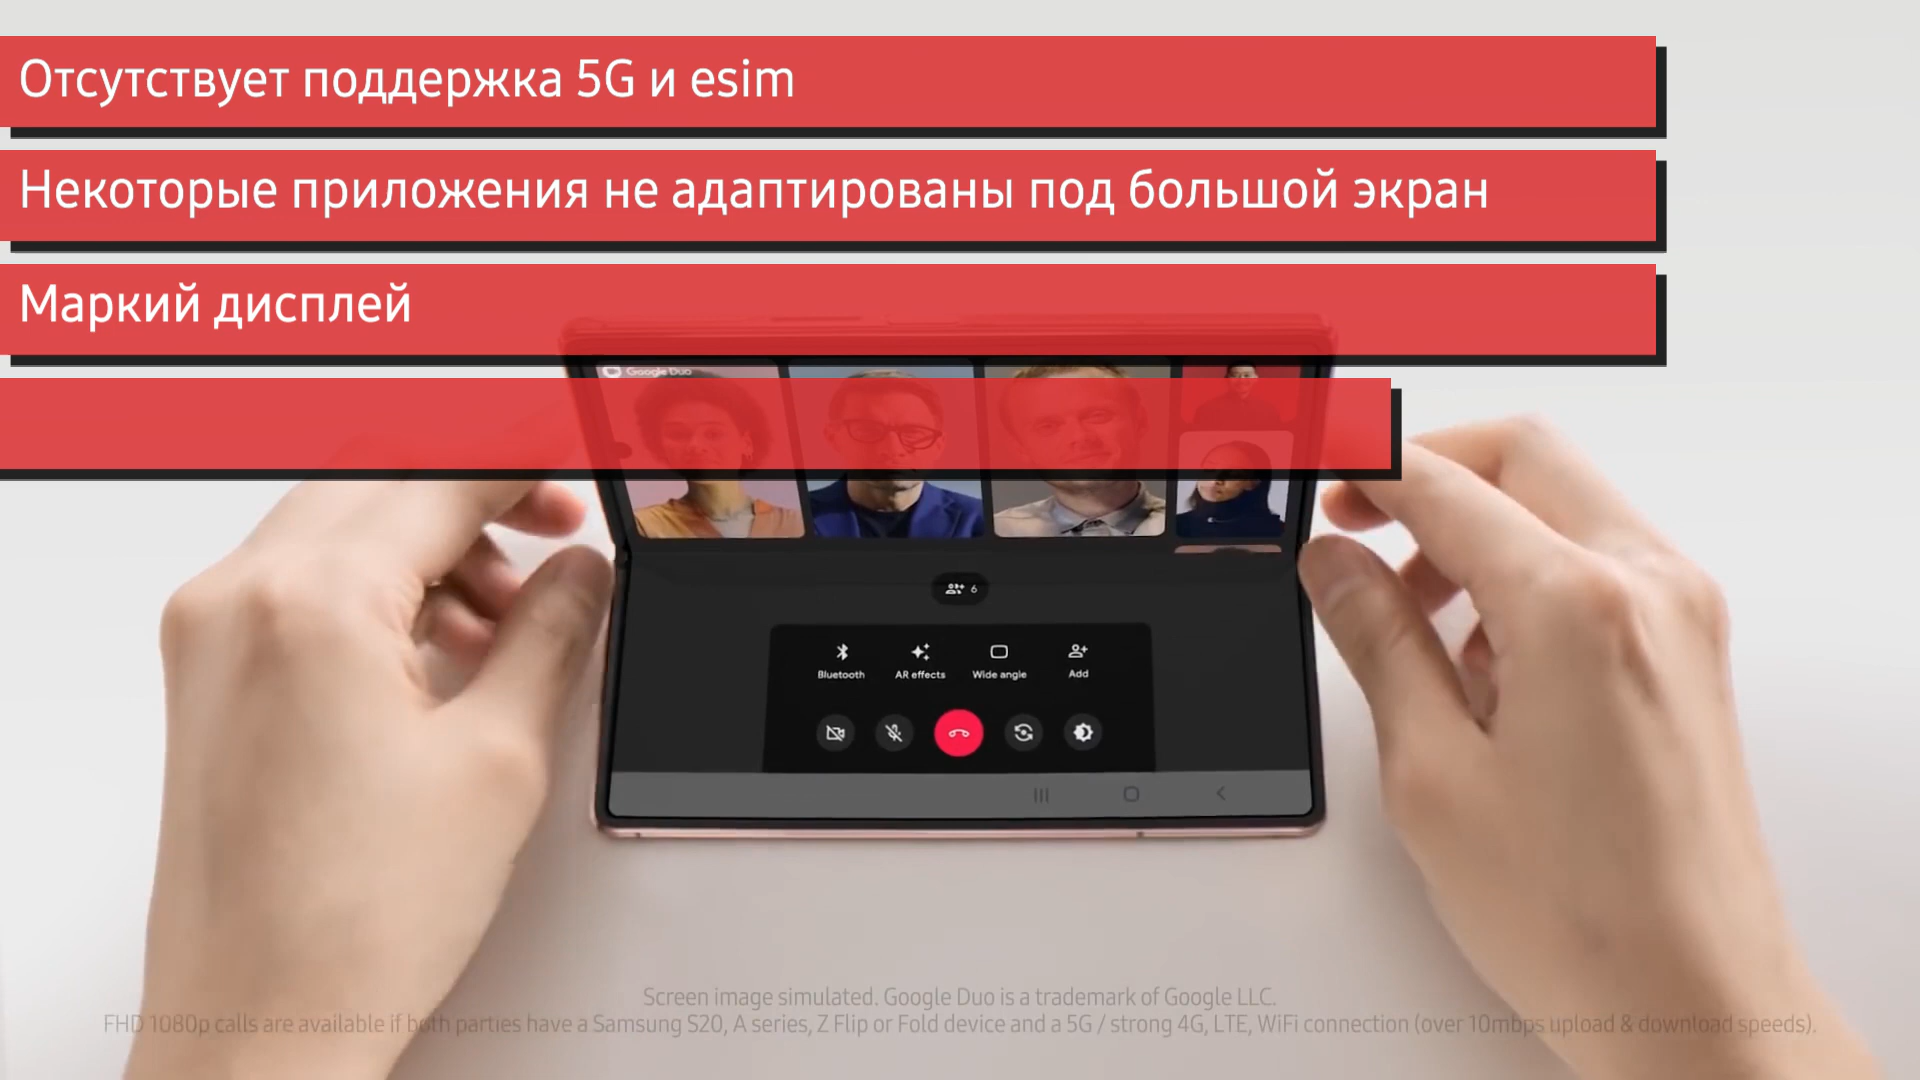 Отсутствует поддержка 5G и esim
Некоторые приложения не адаптированы под большой экран
Маркий дисплей
Google Duo
6
Bluetooth AR effects Wide angle Add
Screen image simulated. Google Duo is a trademark of Google LLC.
FHD 1080p calls are available if both parties have a Samsung S20, A series, Z Flip or Fold device and a 5G / strong 4G, LTE, WiFi connection (over 10mbps upload & download speeds).